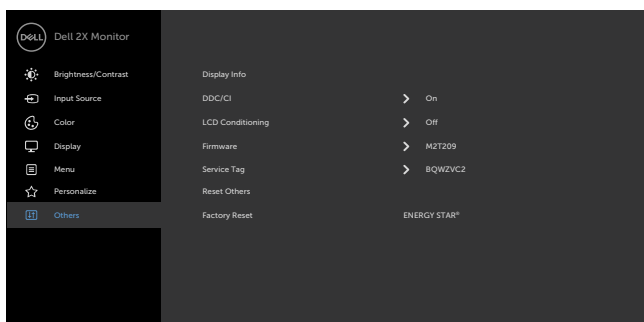 DELL Dell 2X Monitor
Brightness/Contrast Display Info
Input Source DDC/CI On
Color LCD Conditioning Off
Display Firmware M2T209
Menu Service Tag BQWZVC2
Personalize Reset Others
Others Factory Reset ENERGY STAR®